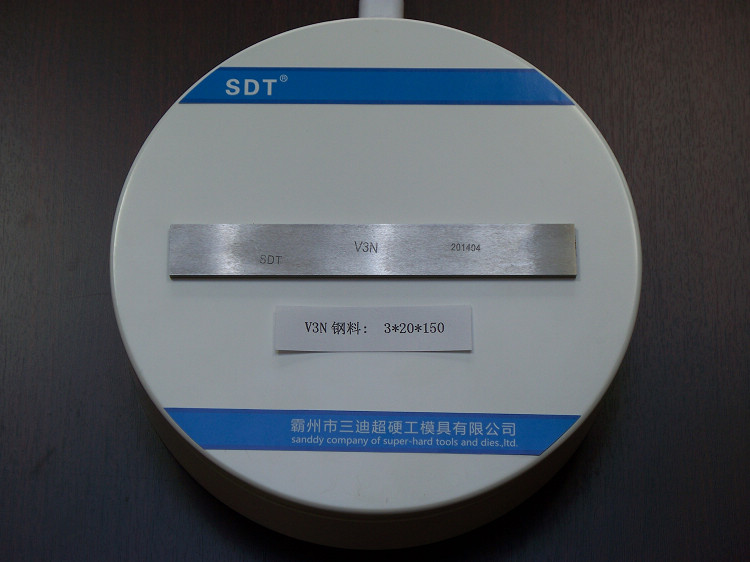 SDT®
V3N
201404
SDT
V3N 钢料: 3*20*150
霸州市三迪超硬工模具有限公司
sanddy company of super-hard tools and dies.,ltd.